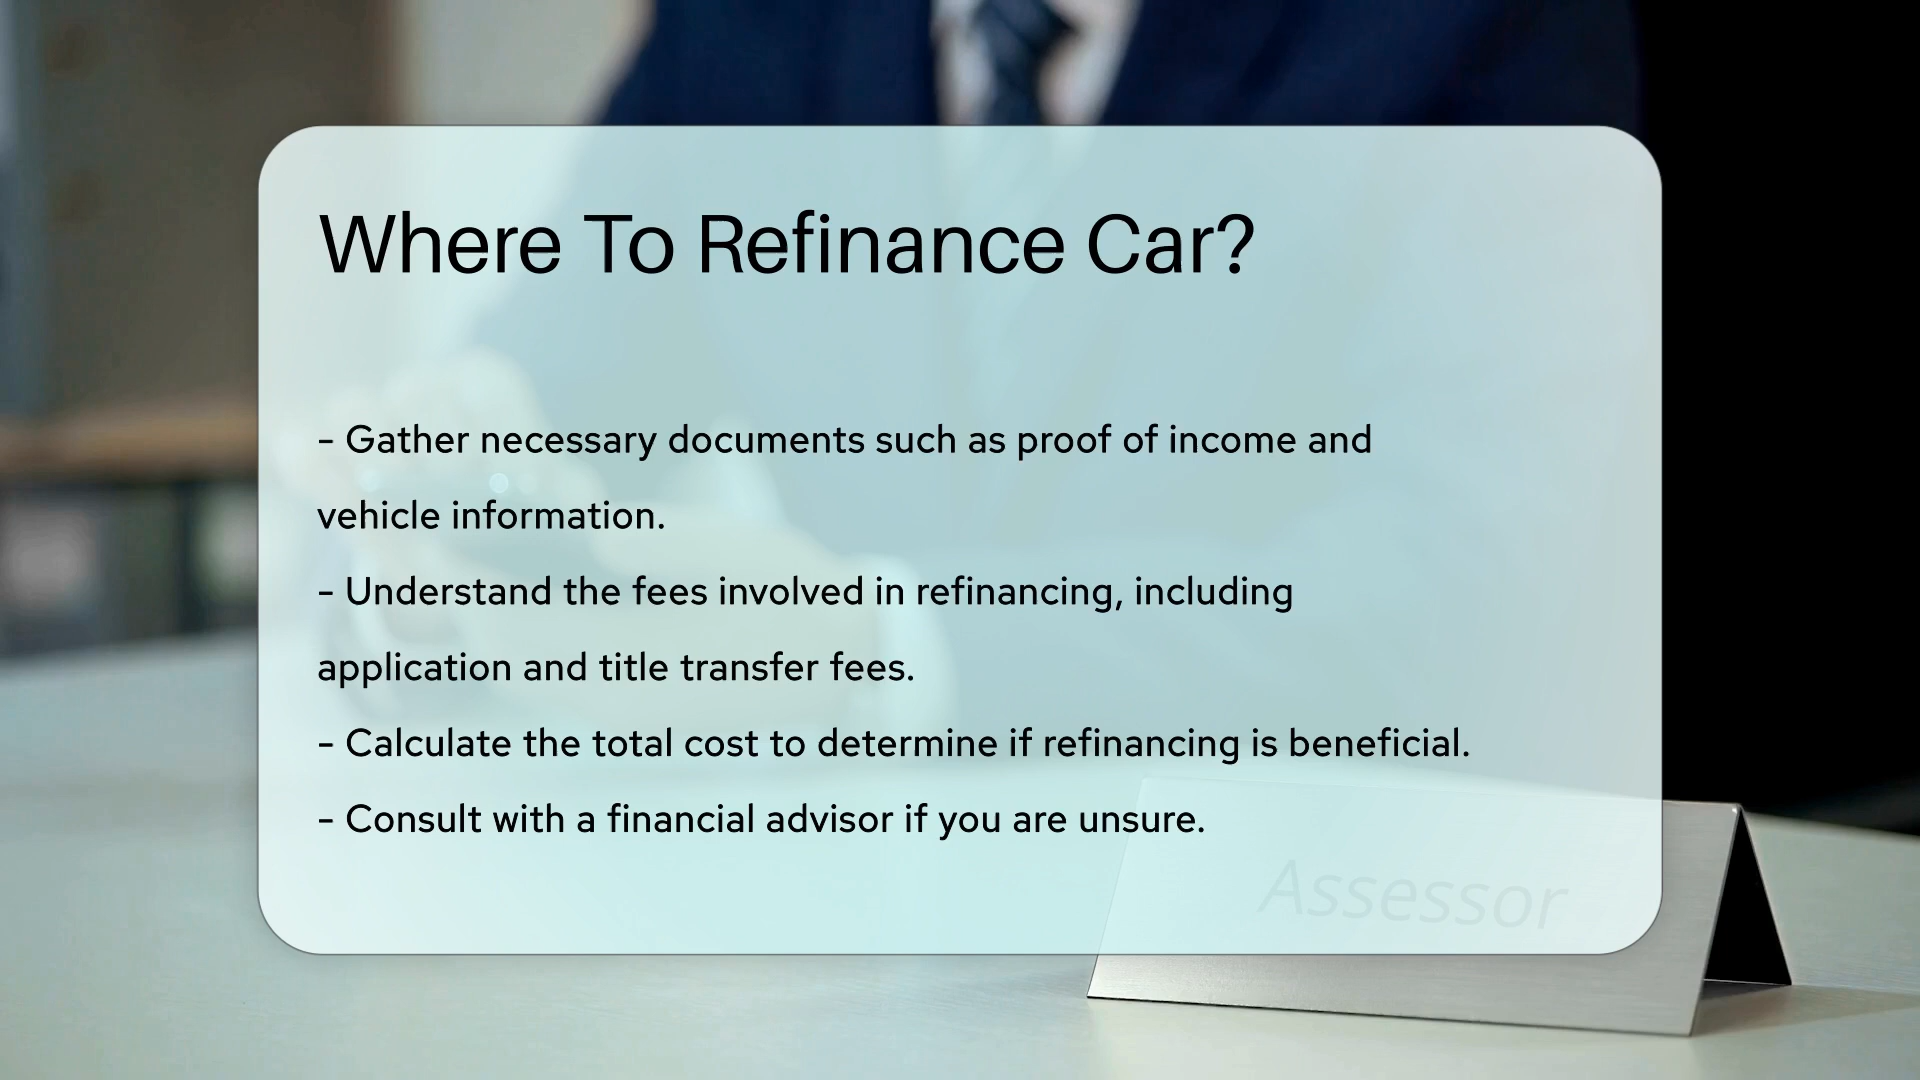 Where To Refinance Car?
- Gather necessary documents such as proof of income and
vehicle information.
- Understand the fees involved in refinancing, including
application and title transfer fees.
- Calculate the total cost to determine if refinancing is beneficial.
- Consult with a financial advisor if you are unsure.
Assessor